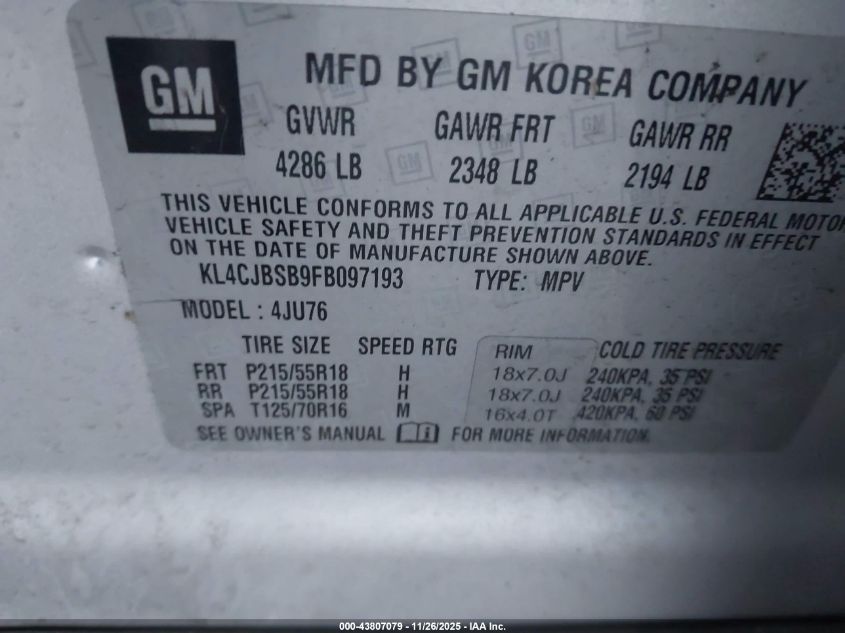 GM
MFD BY GM KOREA COMPANY
GVWR GAWR FRT GAWR RR
4286 LB 2348 LB 2194 LB
THIS VEHICLE CONFORMS TO ALL APPLICABLE U.S. FEDERAL MOTOR
VEHICLE SAFETY AND THEFT PREVENTION STANDARDS IN EFFECT
ON THE DATE OF MANUFACTURE SHOWN ABOVE.
KL4CJBSB9FB097193 TYPE: MPV
MODEL : 4JU76
TIRE SIZE SPEED RTG RIM COLD TIRE PRESSURE
FRT P215/55R18 H 18x7.0J 240KPA, 35 PSI
RR P215/55R18 H 18x7.0J 240KPA, 35 PSI
SPA T125/70R16 M 16x4.0T 420KPA, 60 PSI
SEE OWNER'S MANUAL FOR MORE INFORMATION.
000-43807079 - 11/26/2025 - IAA Inc.